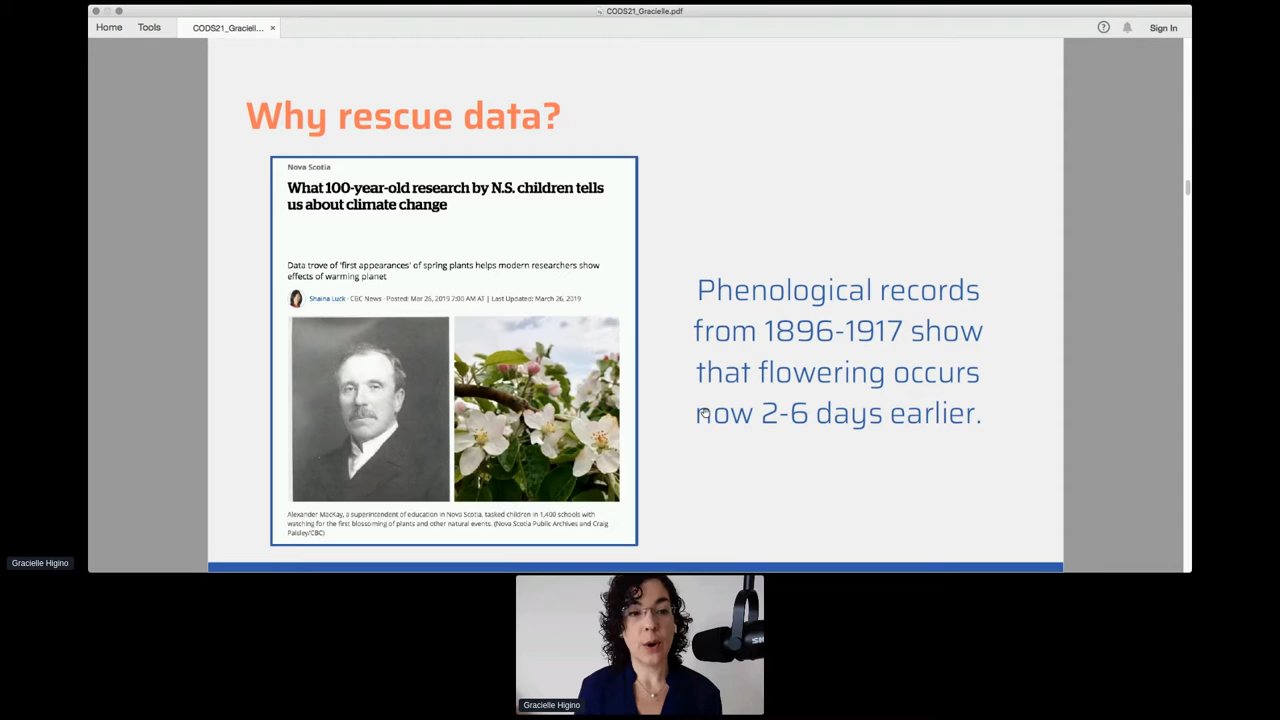 CODS21_Gracielle.pdf
Home
Tools
CODS21_Graciell...
Sign In
Why rescue data?
Nova Scotia
What 100-year-old research by N.S. children tells
us about climate change
Data trove of 'first appearances' of spring plants helps modern researchers show
effects of warming planet
Shaina Luck · CBC News · Posted: Mar 26, 2019 7:00 AM AT | Last Updated: March 26, 2019
Alexander MacKay, a superintendent of education in Nova Scotia, tasked children in 1,400 schools with
watching for the first blossoming of plants and other natural events. (Nova Scotia Public Archives and Craig
Paisley/CBC)
Phenological records
from 1896-1917 show
that flowering occurs
now 2-6 days earlier.
Gracielle Higino
Gracielle Higino